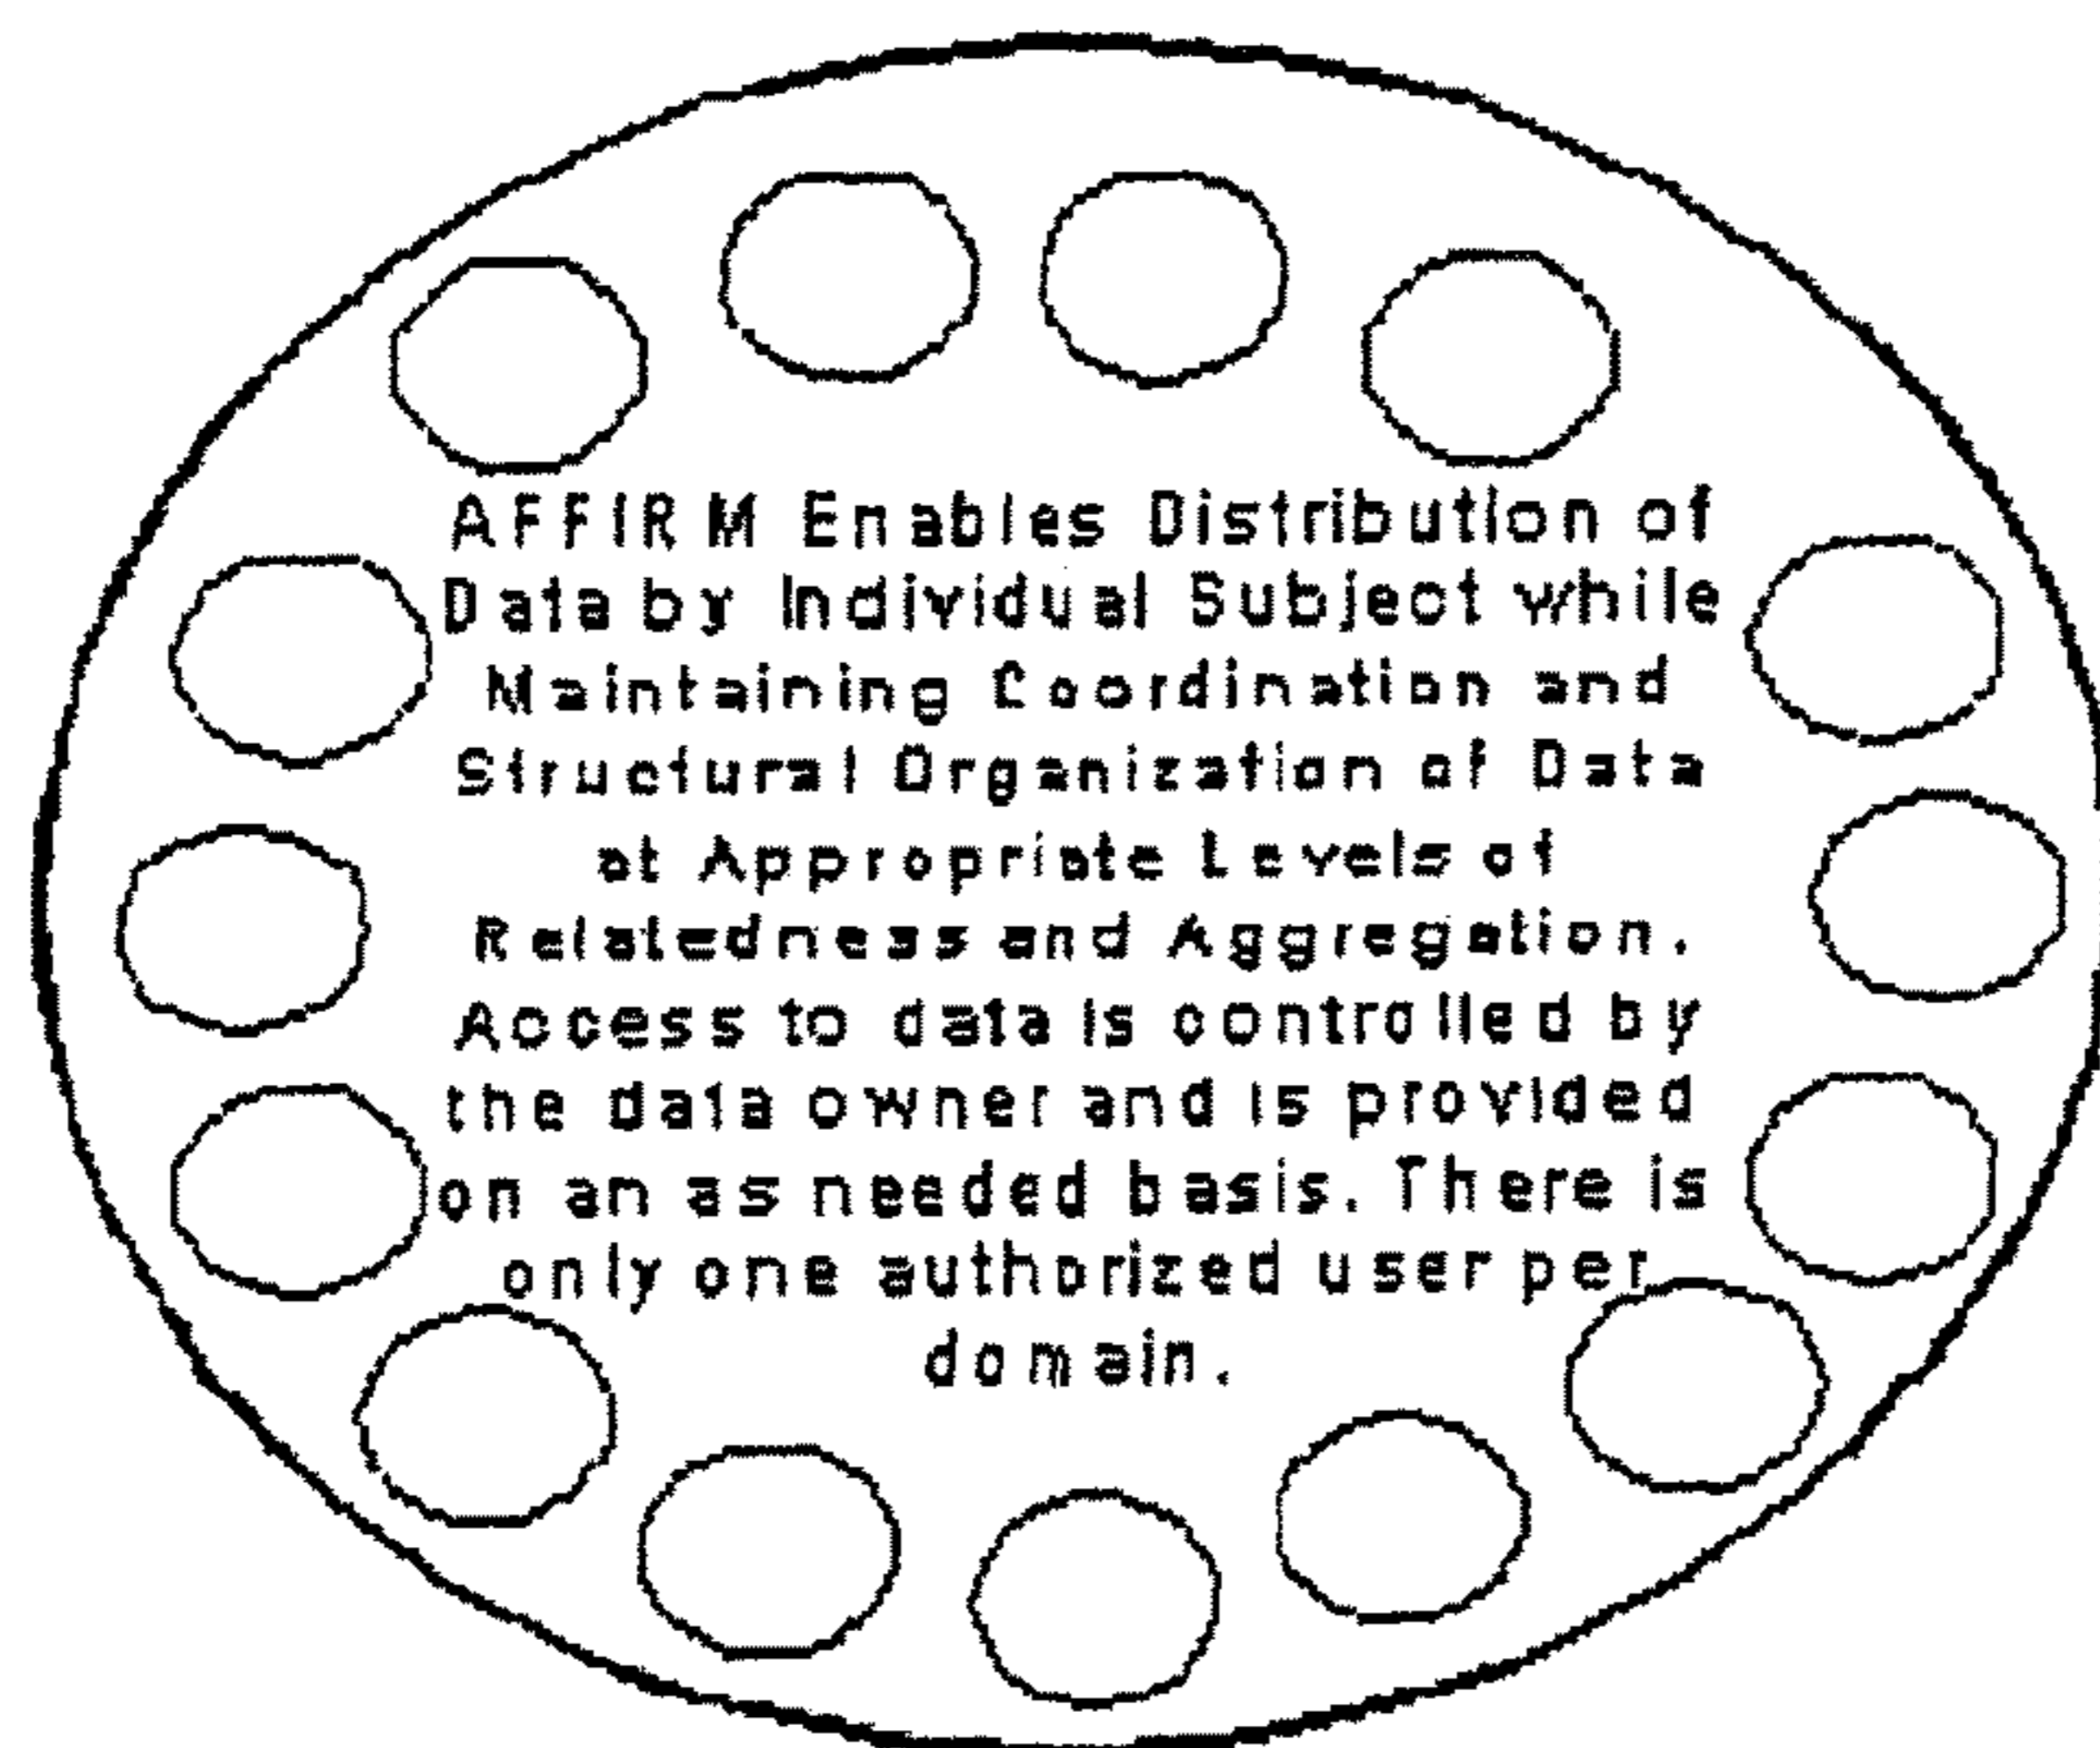 AFFIRM Enables Distribution of
Data by Individual Subject while
Maintaining Coordination and
Structural Organization of Data
at Appropriate Levels of
Relatedness and Aggregation.
Access to data is controlled by
the data owner and is provided
on an as needed basis. There is
only one authorized user per
domain.